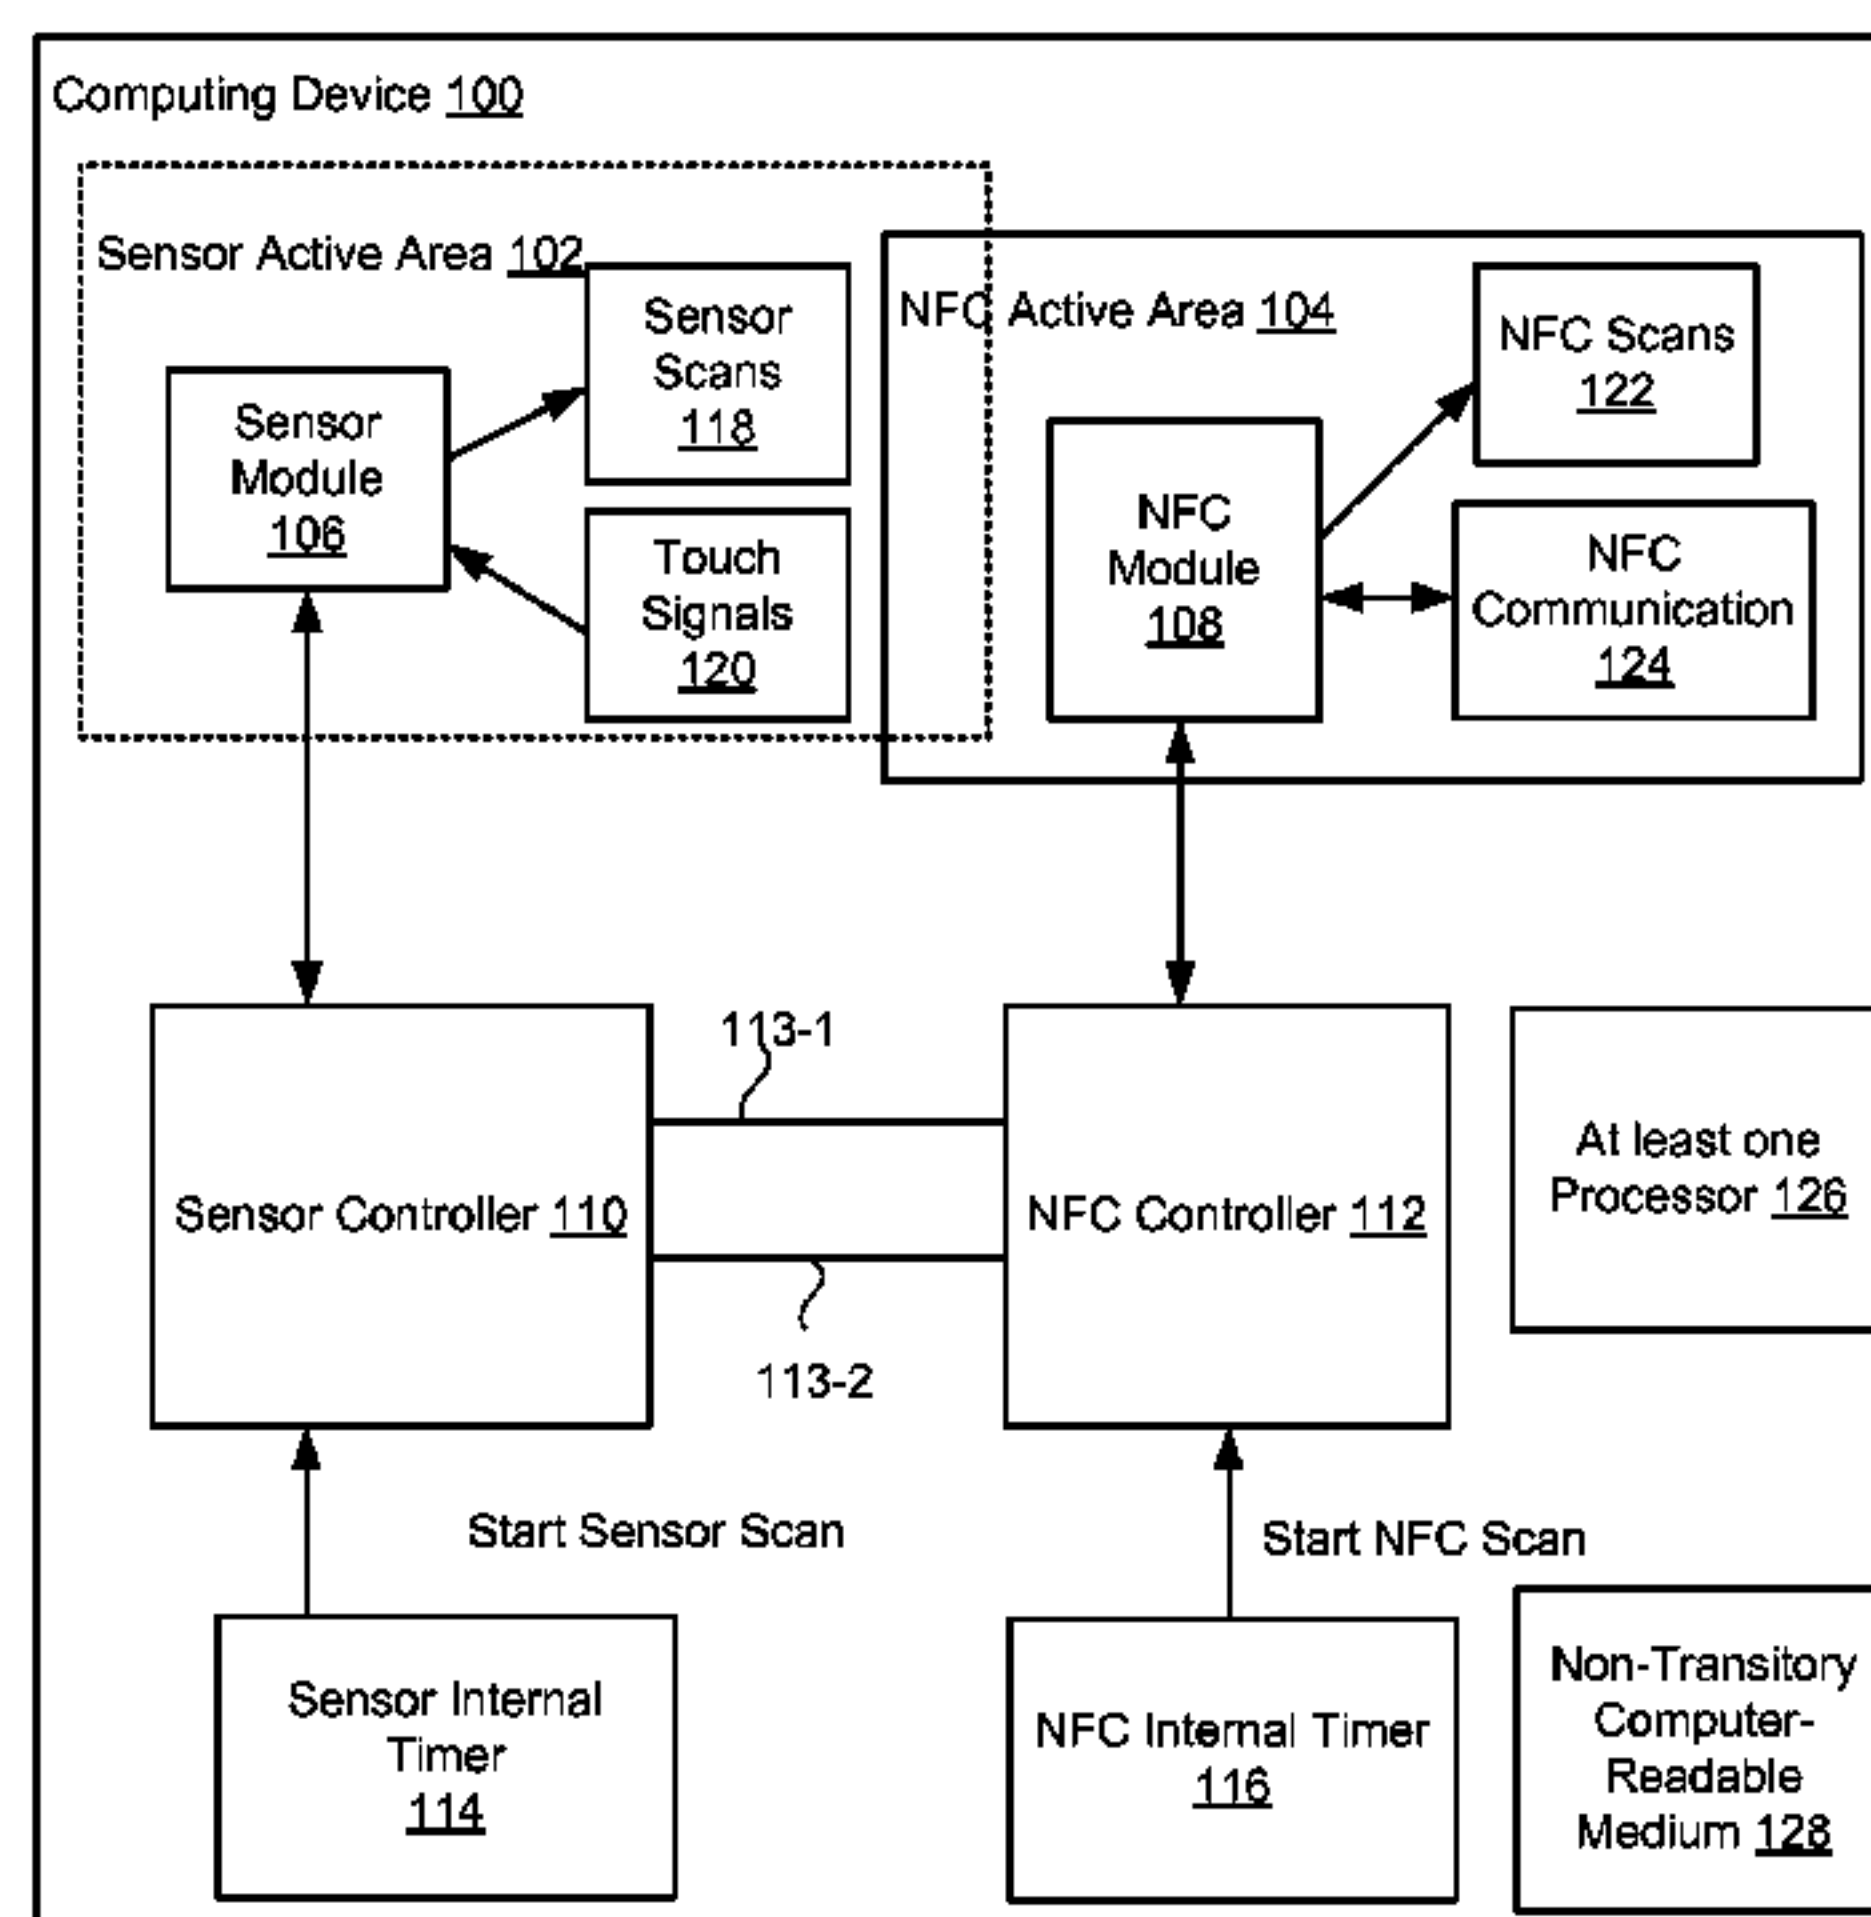 Computing Device 100
Sensor Active Area 102
Sensor
Scans
118
NFC Active Area 104
NFC Scans
122
Sensor
Module
106
Touch
Signals
120
NFC
Module
108
NFC
Communication
124
113-1
Sensor Controller 110
NFC Controller 112
At least one
Processor 126
113-2
Start Sensor Scan
Start NFC Scan
Sensor Internal
Timer
114
NFC Internal Timer
116
Non-Transitory
Computer-
Readable
Medium 128